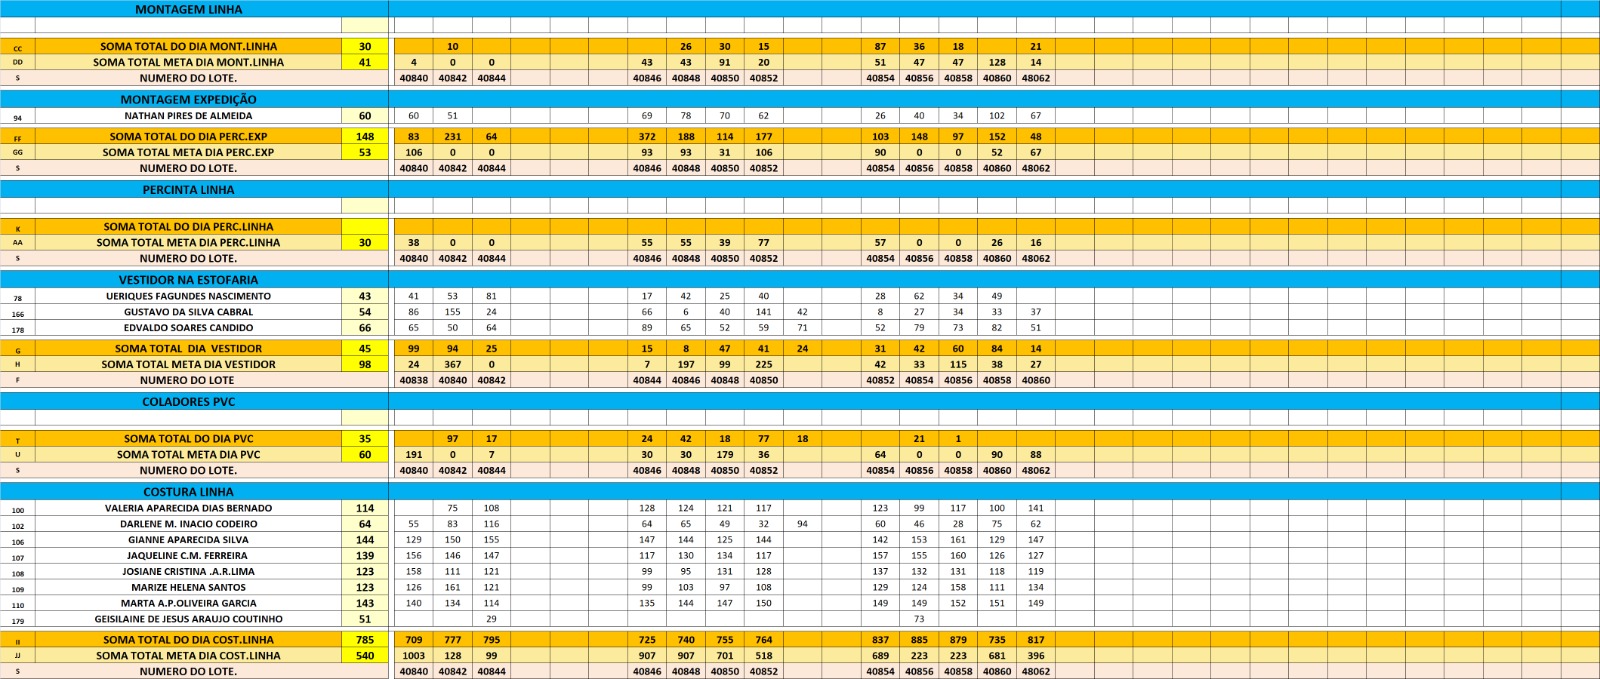 MONTAGEM LINHA
CC SOMA TOTAL DO DIA MONT.LINHA 30 10 26 30 15 87 36 18 21
DD SOMA TOTAL META DIA MONT.LINHA 41 4 0 0 43 43 91 20 51 47 47 128 14
S NUMERO DO LOTE. 40840 40842 40844 40846 40848 40850 40852 40854 40856 40858 40860 48062
MONTAGEM EXPEDIÇÃO
94 NATHAN PIRES DE ALMEIDA 60 60 51 69 78 70 62 26 40 34 102 67
FF SOMA TOTAL DO DIA PERC.EXP 148 83 231 64 372 188 114 177 103 148 97 152 48
GG SOMA TOTAL META DIA PERC.EXP 53 106 0 0 93 93 31 106 90 0 0 52 67
S NUMERO DO LOTE. 40840 40842 40844 40846 40848 40850 40852 40854 40856 40858 40860 48062
PERCINTA LINHA
K SOMA TOTAL DO DIA PERC.LINHA
AA SOMA TOTAL META DIA PERC.LINHA 30 38 0 0 55 55 39 77 57 0 0 26 16
S NUMERO DO LOTE. 40840 40842 40844 40846 40848 40850 40852 40854 40856 40858 40860 48062
VESTIDOR NA ESTOFARIA
78 UERIQUES FAGUNDES NASCIMENTO 43 41 53 81 17 42 25 40 28 62 34 49
166 GUSTAVO DA SILVA CABRAL 54 86 155 24 66 6 40 141 42 8 27 34 33 37
178 EDVALDO SOARES CANDIDO 66 65 50 64 89 65 52 59 71 52 79 73 82 51
G SOMA TOTAL DIA VESTIDOR 45 99 94 25 15 8 47 41 24 31 42 60 84 14
H SOMA TOTAL META DIA VESTIDOR 98 24 367 0 7 197 99 225 42 33 115 38 27
F NUMERO DO LOTE 40838 40840 40842 40844 40846 40848 40850 40852 40854 40856 40858 40860
COLADORES PVC
T SOMA TOTAL DO DIA PVC 35 97 17 24 42 18 77 18 21 1
U SOMA TOTAL META DIA PVC 60 191 0 7 30 30 179 36 64 0 0 90 88
S NUMERO DO LOTE. 40840 40842 40844 40846 40848 40850 40852 40854 40856 40858 40860 48062
COSTURA LINHA
100 VALERIA APARECIDA DIAS BERNADO 114 75 108 128 124 121 117 123 99 117 100 141
102 DARLENE M. INACIO CODEIRO 64 55 83 116 64 65 49 32 94 60 46 28 75 62
106 GIANNE APARECIDA SILVA 144 129 150 155 147 144 125 144 142 153 161 129 147
107 JAQUELINE C.M. FERREIRA 139 156 146 147 117 130 134 117 157 155 160 126 127
108 JOSIANE CRISTINA .A.R.LIMA 123 158 111 121 99 95 131 128 137 132 131 118 119
109 MARIZE HELENA SANTOS 123 126 161 121 99 103 97 108 129 124 158 111 134
110 MARTA A.P.OLIVEIRA GARCIA 143 140 134 114 135 144 147 150 149 149 152 151 149
179 GEISILAINE DE JESUS ARAUJO COUTINHO 51 29 73
II SOMA TOTAL DO DIA COST.LINHA 785 709 777 795 725 740 755 764 837 885 879 735 817
JJ SOMA TOTAL META DIA COST.LINHA 540 1003 128 99 907 907 701 518 689 223 223 681 396
S NUMERO DO LOTE. 40840 40842 40844 40846 40848 40850 40852 40854 40856 40858 40860 48062